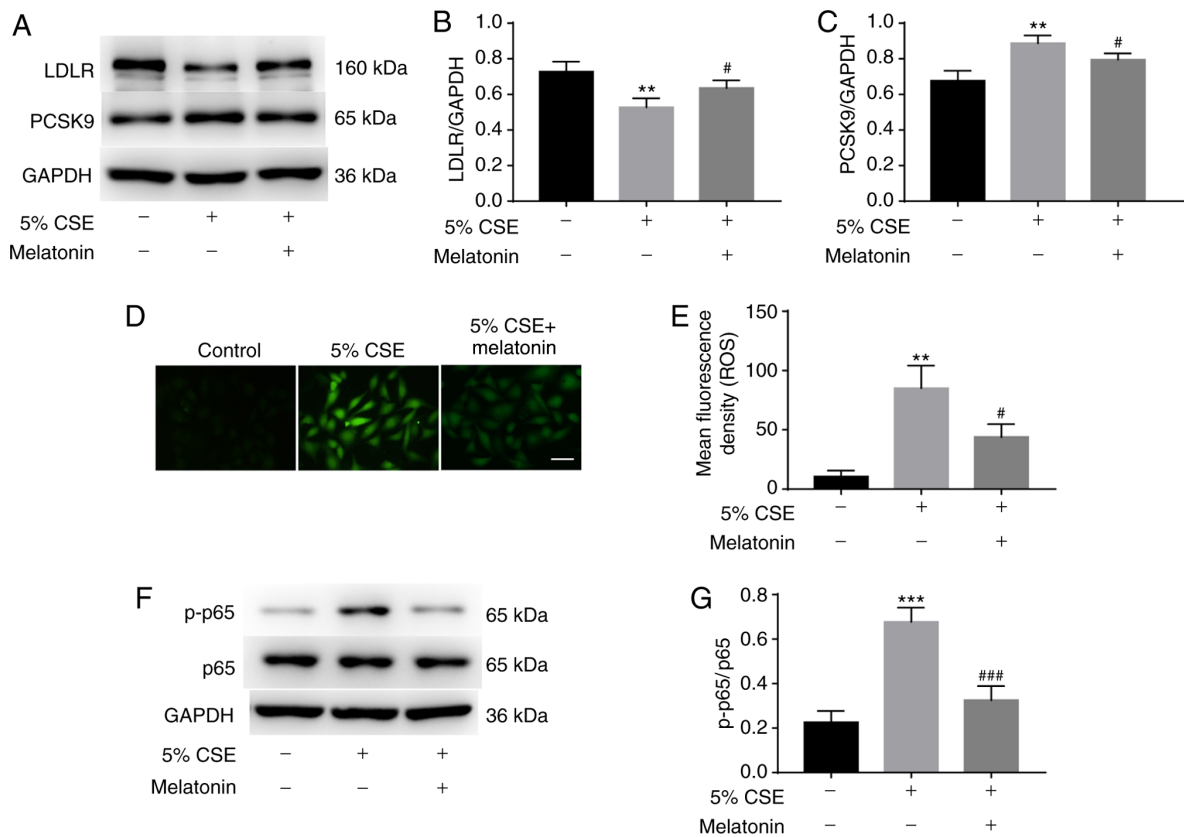 A
LDLR
160 kDa
PCSK9
65 kDa
GAPDH
36 kDa
5% CSE – + +
Melatonin – – +
B
LDLR/GAPDH
1.0
0.8
0.6
0.4
0.2
0.0
**
#
5% CSE – + +
Melatonin – – +
C
PCSK9/GAPDH
1.0
0.8
0.6
0.4
0.2
0.0
**
#
5% CSE – + +
Melatonin – – +
D
Control
5% CSE
5% CSE+
melatonin
E
Mean fluorescence
density (ROS)
150
100
50
0
**
#
5% CSE – + +
Melatonin – – +
F
p-p65
65 kDa
p65
65 kDa
GAPDH
36 kDa
5% CSE – + +
Melatonin – – +
G
p-p65/p65
0.8
0.6
0.4
0.2
0.0
***
###
5% CSE – + +
Melatonin – – +